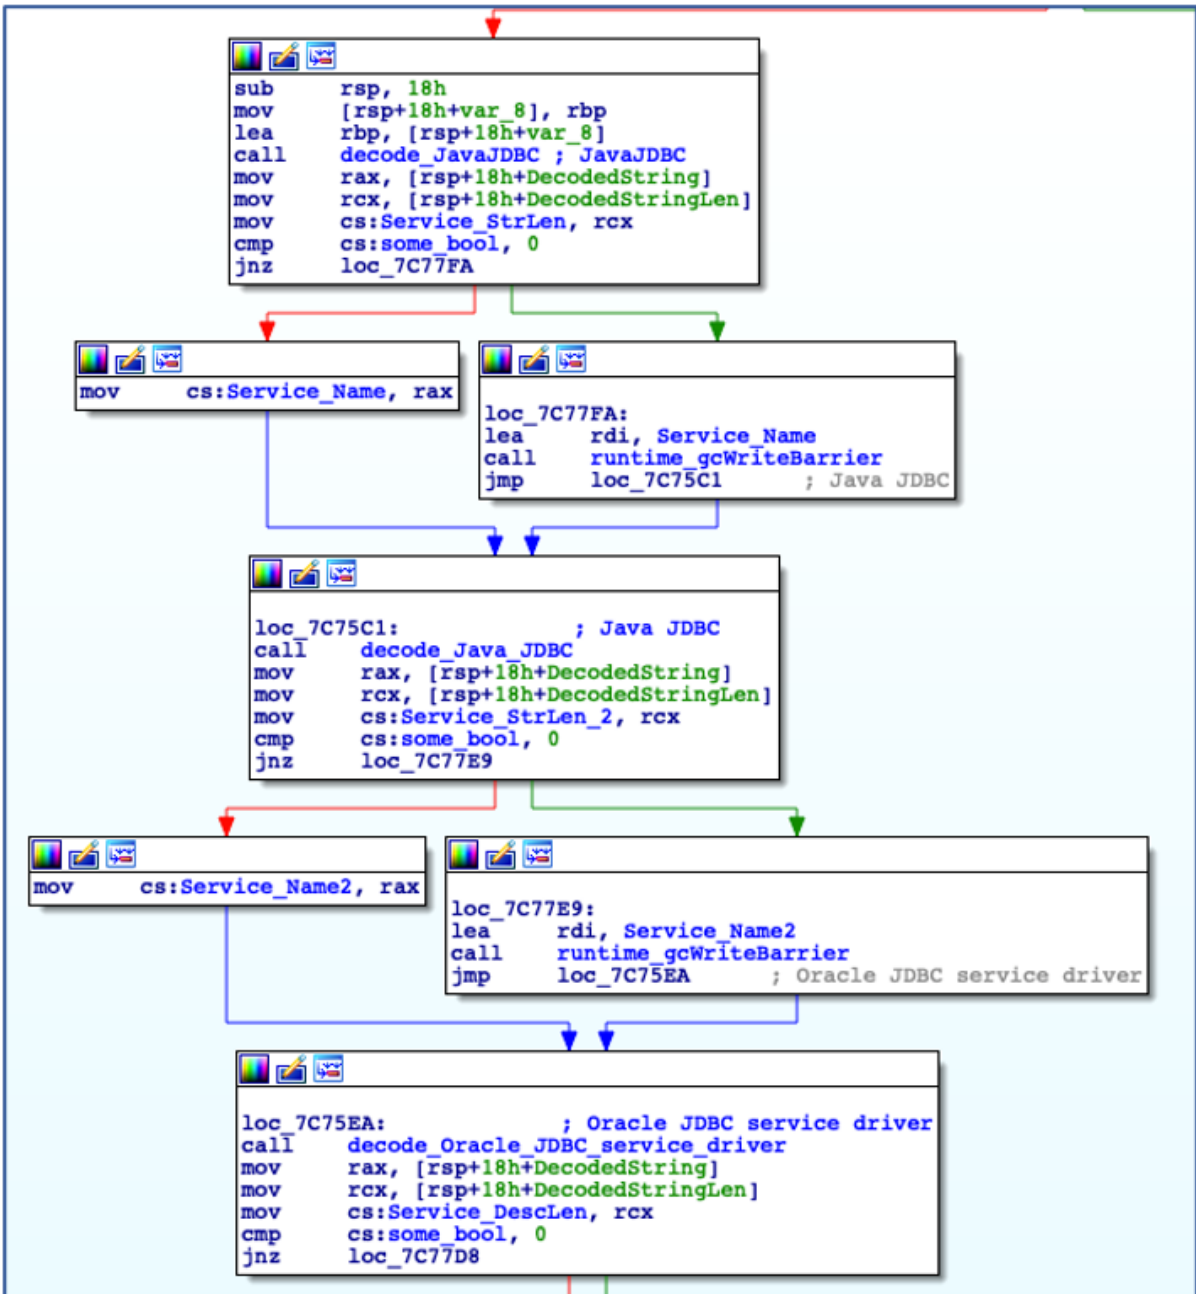 sub rsp, 18h
mov [rsp+18h+var_8], rbp
lea rbp, [rsp+18h+var_8]
call decode_JavaJDBC ; JavaJDBC
mov rax, [rsp+18h+DecodedString]
mov rcx, [rsp+18h+DecodedStringLen]
mov cs:Service_StrLen, rcx
cmp cs:some_bool, 0
jnz loc_7C77FA
mov cs:Service_Name, rax
loc_7C77FA:
lea rdi, Service_Name
call runtime_gcWriteBarrier
jmp loc_7C75C1 ; Java JDBC
loc_7C75C1: ; Java JDBC
call decode_Java_JDBC
mov rax, [rsp+18h+DecodedString]
mov rcx, [rsp+18h+DecodedStringLen]
mov cs:Service_StrLen_2, rcx
cmp cs:some_bool, 0
jnz loc_7C77E9
mov cs:Service_Name2, rax
loc_7C77E9:
lea rdi, Service_Name2
call runtime_gcWriteBarrier
jmp loc_7C75EA ; Oracle JDBC service driver
loc_7C75EA: ; Oracle JDBC service driver
call decode_Oracle_JDBC_service_driver
mov rax, [rsp+18h+DecodedString]
mov rcx, [rsp+18h+DecodedStringLen]
mov cs:Service_DescLen, rcx
cmp cs:some_bool, 0
jnz loc_7C77D8